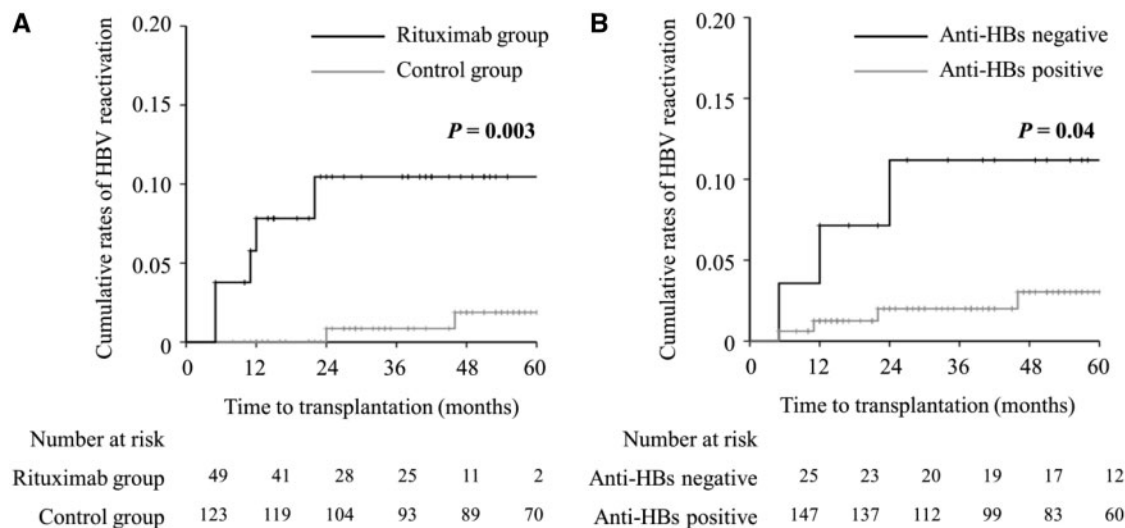 A
Cumulative rates of HBV reactivation
0.20
0.15
0.10
0.05
0
Rituximab group
Control group
P = 0.003
0 12 24 36 48 60
Time to transplantation (months)
Number at risk
Rituximab group 49 41 28 25 11 2
Control group 123 119 104 93 89 70
B
Cumulative rates of HBV reactivation
0.20
0.15
0.10
0.05
0
Anti-HBs negative
Anti-HBs positive
P = 0.04
0 12 24 36 48 60
Time to transplantation (months)
Number at risk
Anti-HBs negative 25 23 20 19 17 12
Anti-HBs positive 147 137 112 99 83 60